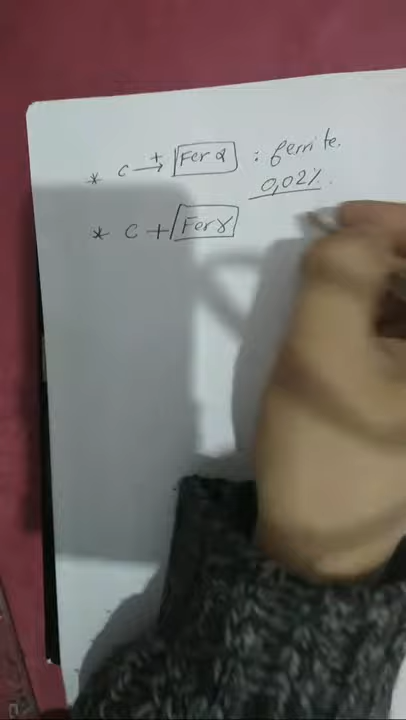 * C →+ Fer α : ferrite.
0,02%
* C + Fer γ